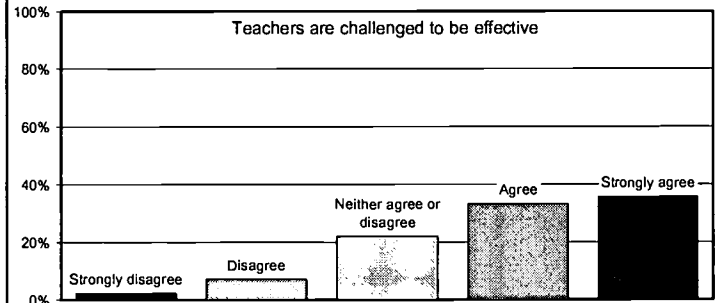 Teachers are challenged to be effective
100%
80%
60%
40%
20%
0%
Strongly disagree
Disagree
Neither agree or
disagree
Agree
Strongly agree